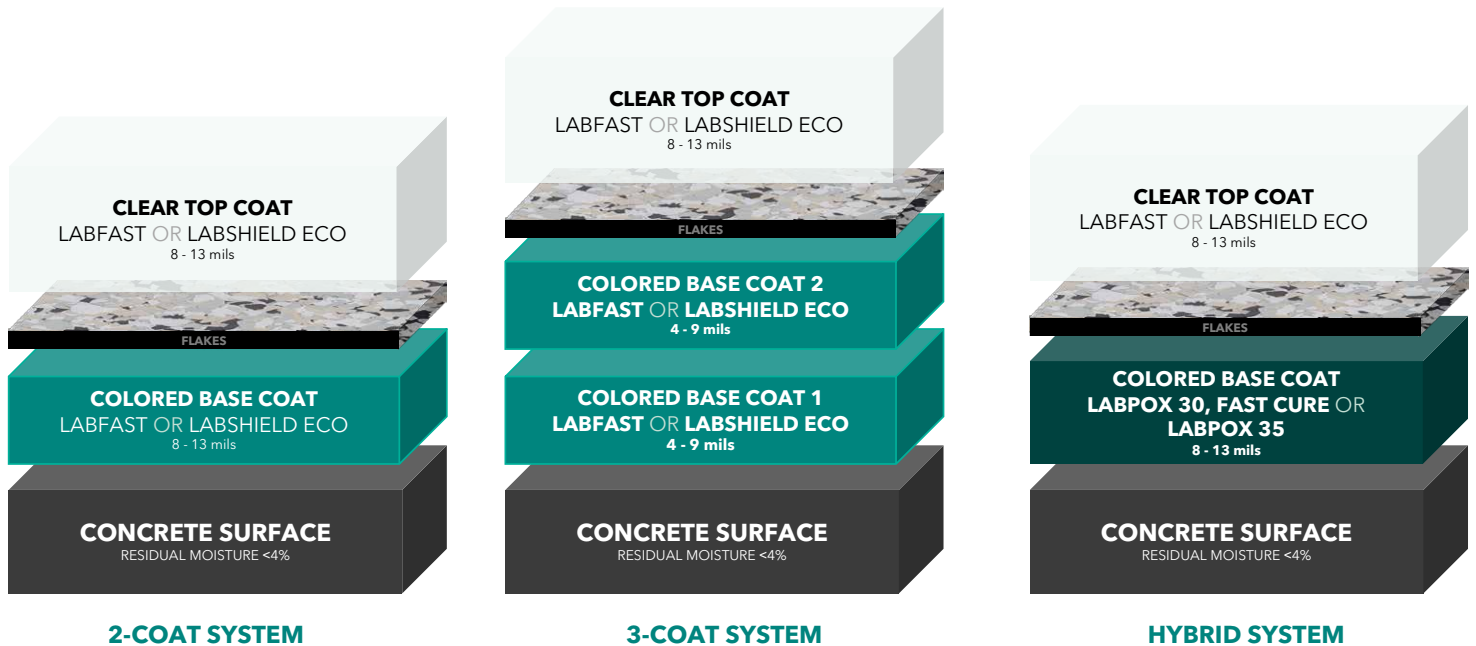 CLEAR TOP COAT
LABFAST OR LABSHIELD ECO
8 - 13 mils
FLAKES
COLORED BASE COAT
LABFAST OR LABSHIELD ECO
8 - 13 mils
CONCRETE SURFACE
RESIDUAL MOISTURE <4%
2-COAT SYSTEM
CLEAR TOP COAT
LABFAST OR LABSHIELD ECO
8 - 13 mils
FLAKES
COLORED BASE COAT 2
LABFAST OR LABSHIELD ECO
4 - 9 mils
COLORED BASE COAT 1
LABFAST OR LABSHIELD ECO
4 - 9 mils
CONCRETE SURFACE
RESIDUAL MOISTURE <4%
3-COAT SYSTEM
CLEAR TOP COAT
LABFAST OR LABSHIELD ECO
8 - 13 mils
FLAKES
COLORED BASE COAT
LABPOX 30, FAST CURE OR
LABPOX 35
8 - 13 mils
CONCRETE SURFACE
RESIDUAL MOISTURE <4%
HYBRID SYSTEM